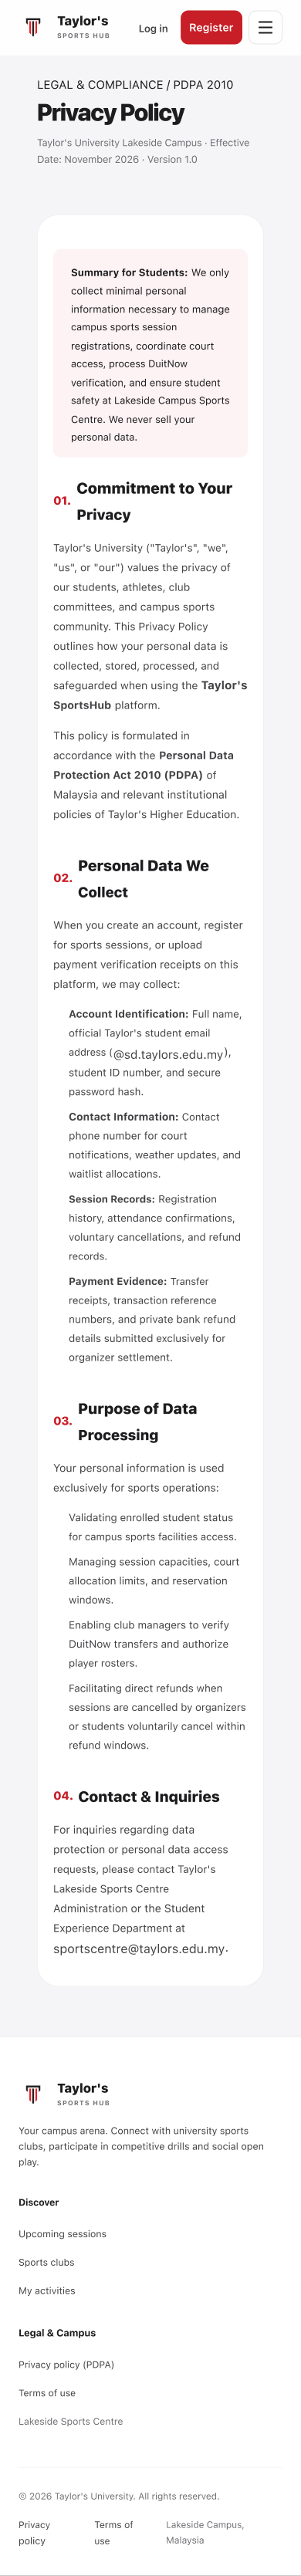 Taylor's
SPORTS HUB
Log in
Register
LEGAL & COMPLIANCE / PDPA 2010
Privacy Policy
Taylor's University Lakeside Campus · Effective
Date: November 2026 · Version 1.0
Summary for Students: We only
collect minimal personal
information necessary to manage
campus sports session
registrations, coordinate court
access, process DuitNow
verification, and ensure student
safety at Lakeside Campus Sports
Centre. We never sell your
personal data.
01. Commitment to Your
Privacy
Taylor's University ("Taylor's", "we",
"us", or "our") values the privacy of
our students, athletes, club
committees, and campus sports
community. This Privacy Policy
outlines how your personal data is
collected, stored, processed, and
safeguarded when using the Taylor's
SportsHub platform.
This policy is formulated in
accordance with the Personal Data
Protection Act 2010 (PDPA) of
Malaysia and relevant institutional
policies of Taylor's Higher Education.
02. Personal Data We
Collect
When you create an account, register
for sports sessions, or upload
payment verification receipts on this
platform, we may collect:
Account Identification: Full name,
official Taylor's student email
address (@sd.taylors.edu.my),
student ID number, and secure
password hash.
Contact Information: Contact
phone number for court
notifications, weather updates, and
waitlist allocations.
Session Records: Registration
history, attendance confirmations,
voluntary cancellations, and refund
records.
Payment Evidence: Transfer
receipts, transaction reference
numbers, and private bank refund
details submitted exclusively for
organizer settlement.
03. Purpose of Data
Processing
Your personal information is used
exclusively for sports operations:
Validating enrolled student status
for campus sports facilities access.
Managing session capacities, court
allocation limits, and reservation
windows.
Enabling club managers to verify
DuitNow transfers and authorize
player rosters.
Facilitating direct refunds when
sessions are cancelled by organizers
or students voluntarily cancel within
refund windows.
04. Contact & Inquiries
For inquiries regarding data
protection or personal data access
requests, please contact Taylor's
Lakeside Sports Centre
Administration or the Student
Experience Department at
sportscentre@taylors.edu.my.
Taylor's
SPORTS HUB
Your campus arena. Connect with university sports
clubs, participate in competitive drills and social open
play.
Discover
Upcoming sessions
Sports clubs
My activities
Legal & Campus
Privacy policy (PDPA)
Terms of use
Lakeside Sports Centre
© 2026 Taylor's University. All rights reserved.
Privacy
policy
Terms of
use
Lakeside Campus,
Malaysia